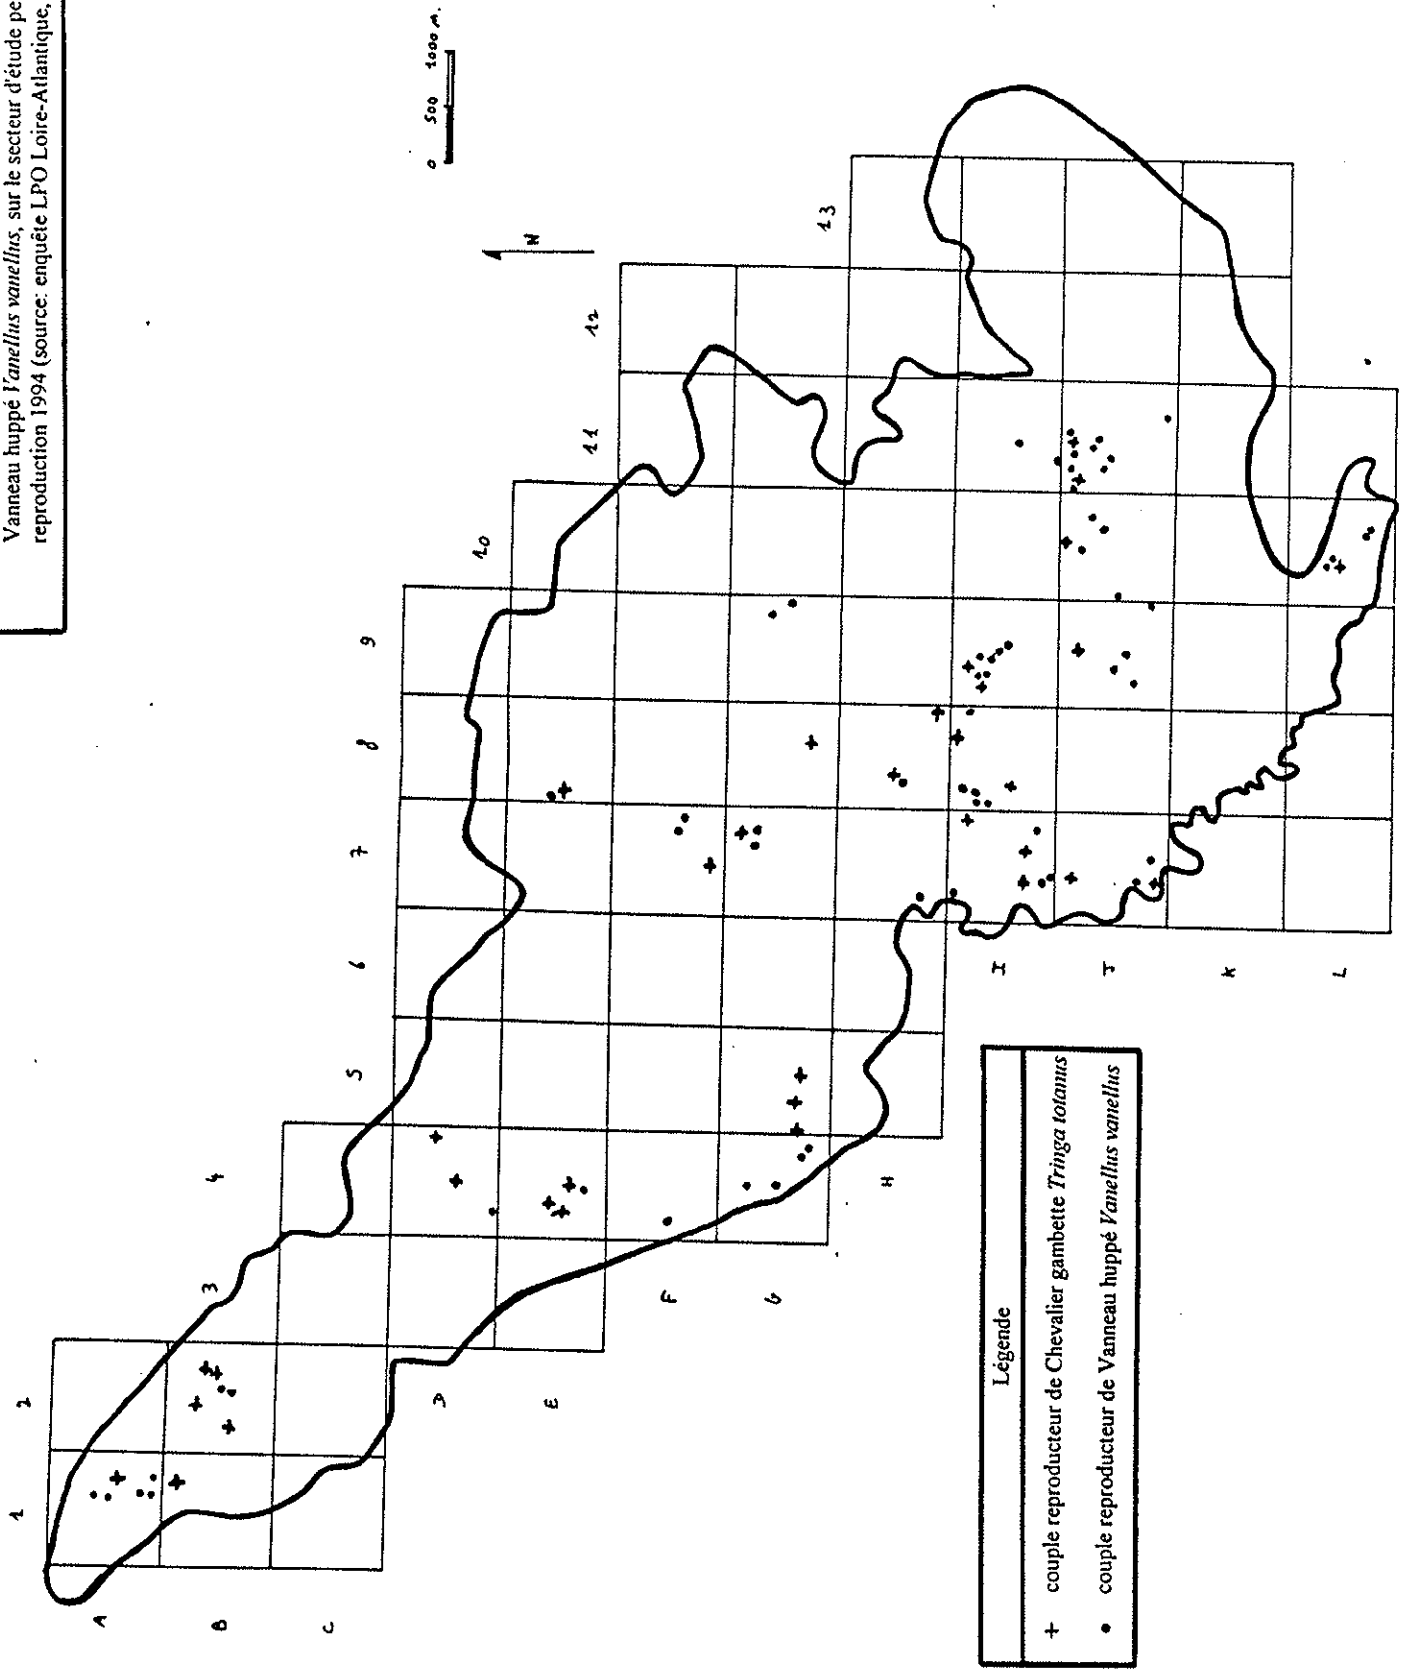 Vanneau huppé Vanellus vanellus, sur le secteur d'étude pe
reproduction 1994 (source: enquête LPO Loire-Atlantique,
0 500 1000 m.
N
1
2
3
4
5
6
7
8
9
10
11
12
13
A
B
C
D
E
F
G
H
I
J
K
L
Légende
+ couple reproducteur de Chevalier gambette Tringa totanus
• couple reproducteur de Vanneau huppé Vanellus vanellus